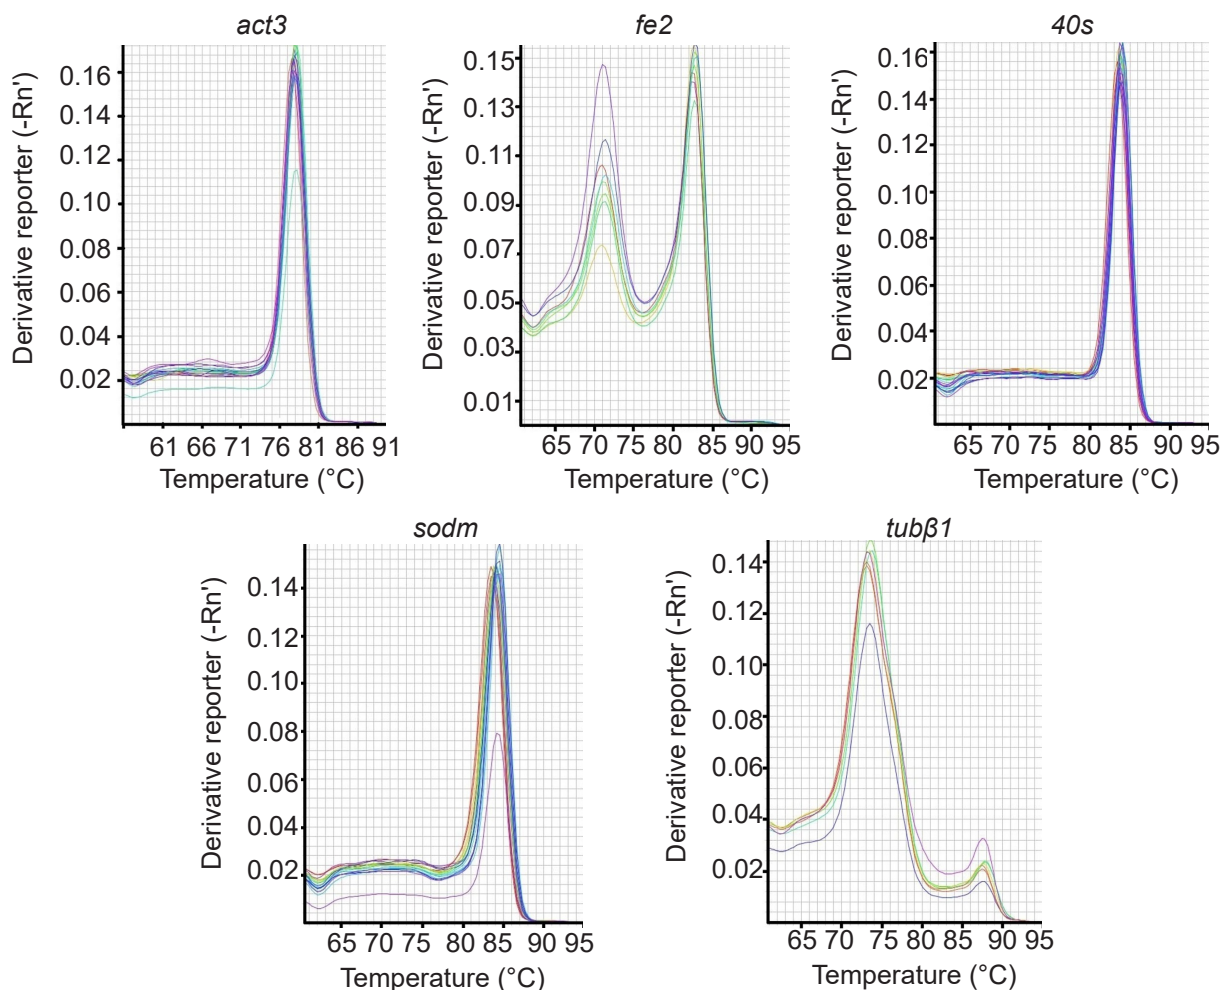 act3
Derivative reporter (-Rn')
0.16
0.14
0.12
0.10
0.08
0.06
0.04
0.02
61 66 71 76 81 86 91
Temperature (°C)
fe2
Derivative reporter (-Rn')
0.15
0.13
0.11
0.09
0.07
0.05
0.03
0.01
65 70 75 80 85 90 95
Temperature (°C)
40s
Derivative reporter (-Rn')
0.16
0.14
0.12
0.10
0.08
0.06
0.04
0.02
65 70 75 80 85 90 95
Temperature (°C)
sodm
Derivative reporter (-Rn')
0.14
0.12
0.10
0.08
0.06
0.04
0.02
65 70 75 80 85 90 95
Temperature (°C)
tubβ1
Derivative reporter (-Rn')
0.14
0.12
0.10
0.08
0.06
0.04
0.02
65 70 75 80 85 90 95
Temperature (°C)